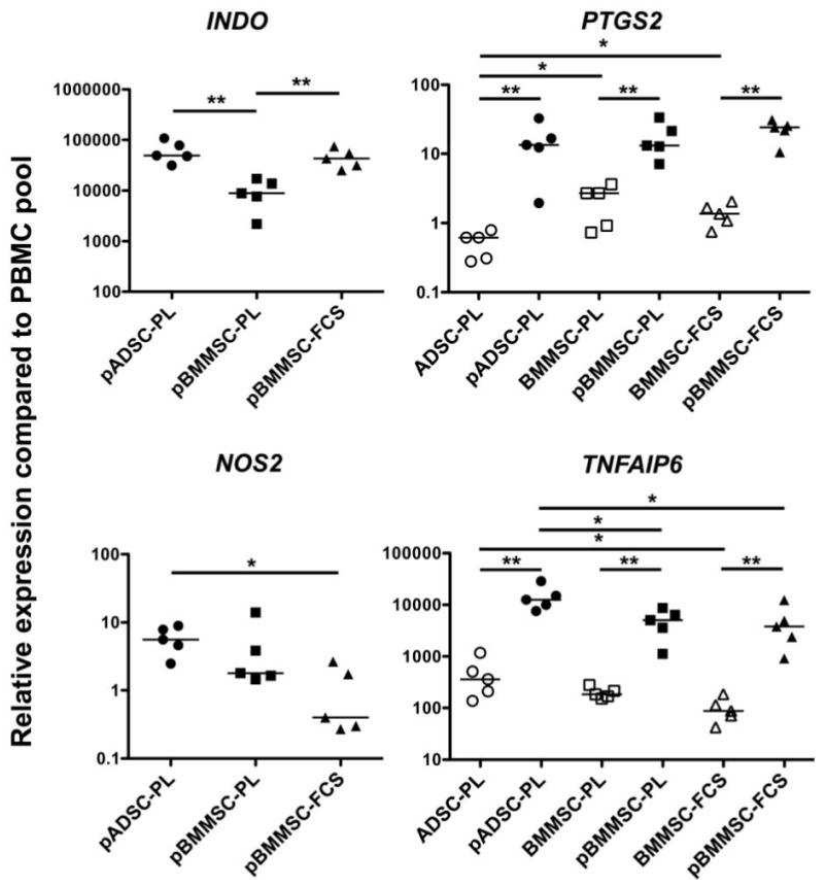 Relative expression compared to PBMC pool
INDO
**
**
1000000
100000
10000
1000
100
pADSC-PL
pBMMSC-PL
pBMMSC-FCS
PTGS2
*
*
**
**
**
100
10
1
0.1
ADSC-PL
pADSC-PL
BMMSC-PL
pBMMSC-PL
BMMSC-FCS
pBMMSC-FCS
NOS2
*
100
10
1
0.1
pADSC-PL
pBMMSC-PL
pBMMSC-FCS
TNFAIP6
*
*
*
**
**
**
100000
10000
1000
100
10
ADSC-PL
pADSC-PL
BMMSC-PL
pBMMSC-PL
BMMSC-FCS
pBMMSC-FCS